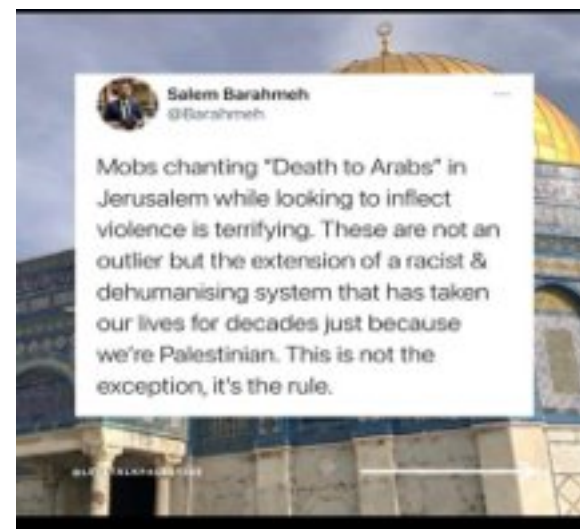 Salem Barahmeh
@Barahmeh
Mobs chanting "Death to Arabs" in
Jerusalem while looking to inflect
violence is terrifying. These are not an
outlier but the extension of a racist &
dehumanising system that has taken
our lives for decades just because
we're Palestinian. This is not the
exception, it's the rule.